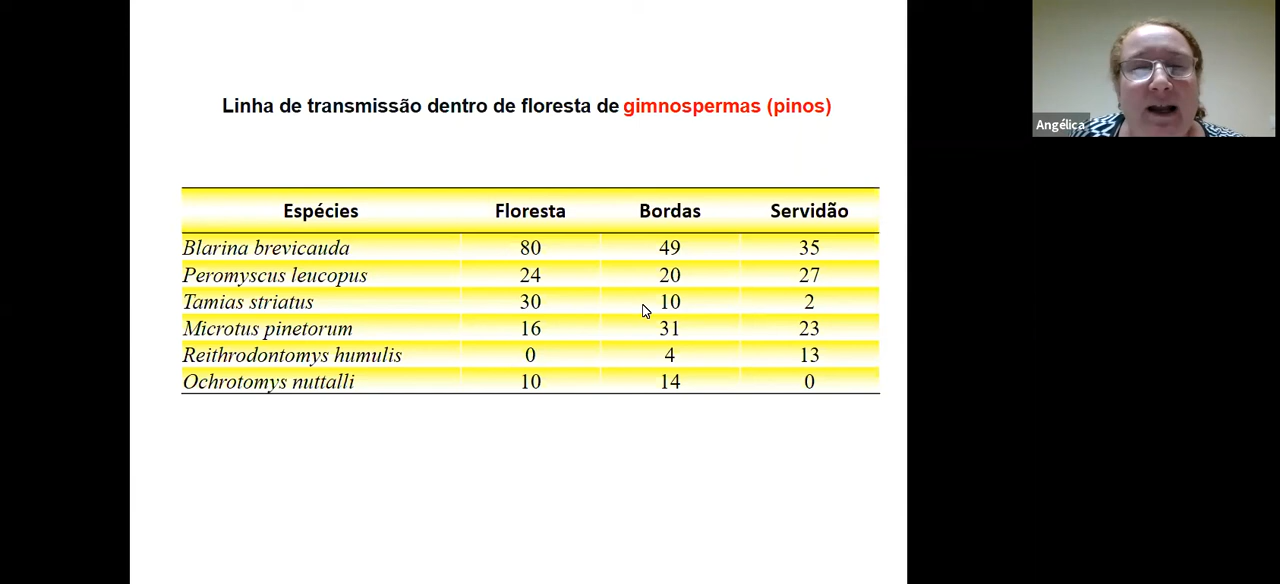 Linha de transmissão dentro de floresta de gimnospermas (pinos)
Angélica
Espécies Floresta Bordas Servidão
Blarina brevicauda 80 49 35
Peromyscus leucopus 24 20 27
Tamias striatus 30 10 2
Microtus pinetorum 16 31 23
Reithrodontomys humulis 0 4 13
Ochrotomys nuttalli 10 14 0